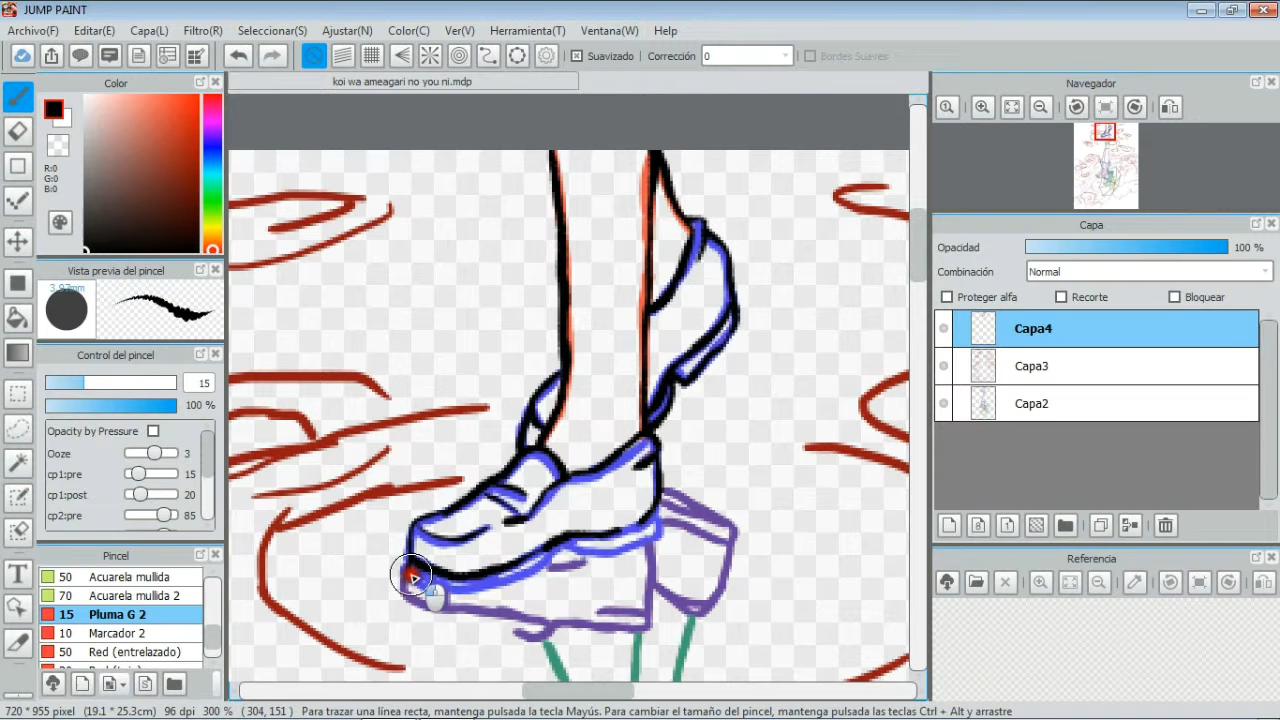 JUMP PAINT
Archivo(F) Editar(E) Capa(L) Filtro(R) Seleccionar(S) Ajustar(N) Color(C) Ver(V) Herramienta(T) Ventana(W) Help
Suavizado Corrección 0 Bordes Suaves
Color
koi wa ameagari no you ni.mdp
Navegador
R:0
G:0
B:0
Capa
Opacidad 100 %
Vista previa del pincel
Combinación Normal
3.97mm
Proteger alfa Recorte Bloquear
Capa4
Control del pincel
Capa3
15
100 %
Capa2
Opacity by Pressure
Ooze 3
cp1:pre 15
cp1:post 20
cp2:pre 85
Pincel
Referencia
50 Acuarela mullida
70 Acuarela mullida 2
15 Pluma G 2
10 Marcador 2
50 Red (entrelazado)
720 * 955 pixel (19.1 * 25.3cm) 96 dpi 300 % ( 304, 151 ) Para trazar una línea recta, mantenga pulsada la tecla Mayús. Para cambiar el tamaño del pincel, mantenga pulsadas las teclas Ctrl + Alt y arrastre